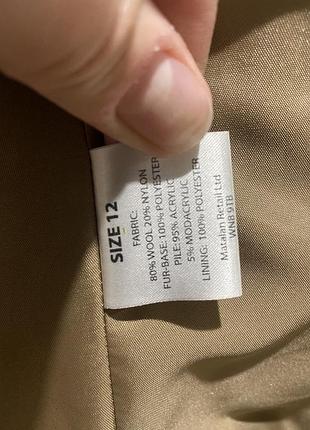 SIZE 12
FABRIC:
80% WOOL 20% NYLON
FUR-BASE: 100% POLYESTER
PILE: 95% ACRYLIC
5% MODACRYLIC
LINING: 100% POLYESTER
Matalan Retail Ltd
WN8 9TB